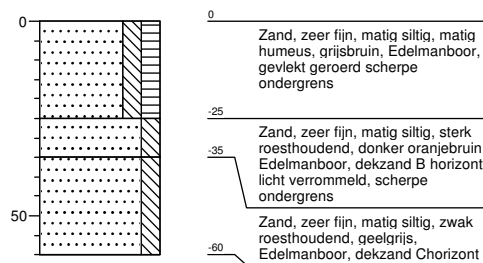 0
50
0
Zand, zeer fijn, matig siltig, matig
humeus, grijsbruin, Edelmanboor,
gevlekt geroerd scherpe
ondergrens
-25
Zand, zeer fijn, matig siltig, sterk
roesthoudend, donker oranjebruin
Edelmanboor, dekzand B horizont
licht verrommeld, scherpe
ondergrens
-35
Zand, zeer fijn, matig siltig, zwak
roesthoudend, geelgrijs,
Edelmanboor, dekzand Chorizont
-60